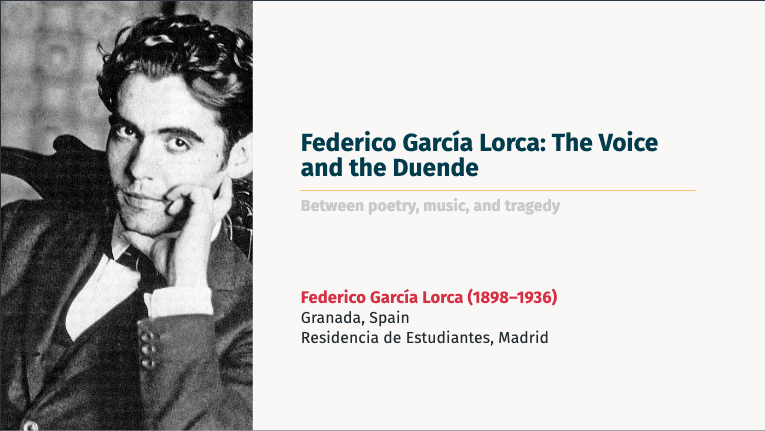 Federico García Lorca: The Voice
and the Duende
Between poetry, music, and tragedy
Federico García Lorca (1898–1936)
Granada, Spain
Residencia de Estudiantes, Madrid